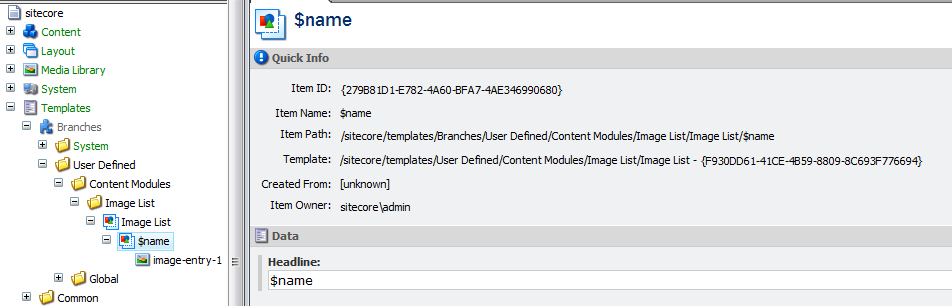 sitecore
Content
Layout
Media Library
System
Templates
Branches
System
User Defined
Content Modules
Image List
Image List
$name
image-entry-1
Global
Common
$name
Quick Info
Item ID: {279B81D1-E782-4A60-BFA7-4AE346990680}
Item Name: $name
Item Path: /sitecore/templates/Branches/User Defined/Content Modules/Image List/Image List/$name
Template: /sitecore/templates/User Defined/Content Modules/Image List/Image List - {F930DD61-41CE-4B59-8809-8C693F776694}
Created From: [unknown]
Item Owner: sitecore\admin
Data
Headline:
$name